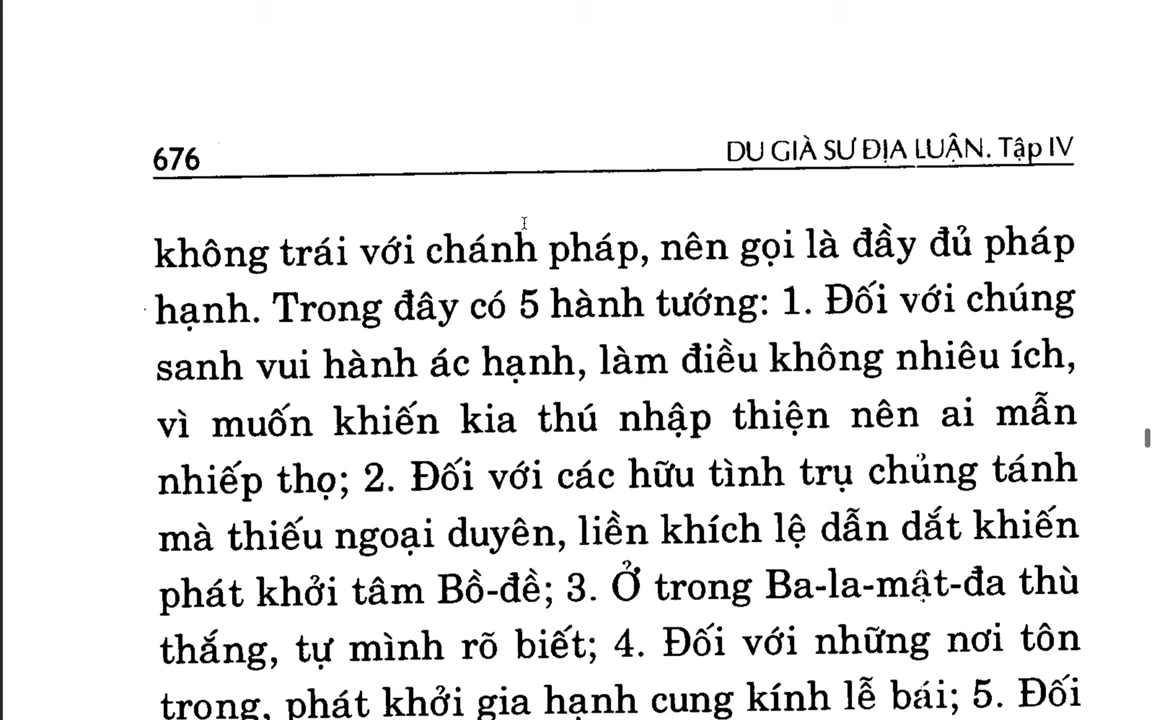 676
DU GIÀ SƯ ĐỊA LUẬN. Tập IV
không trái với chánh pháp, nên gọi là đầy đủ pháp
hạnh. Trong đây có 5 hành tướng: 1. Đối với chúng
sanh vui hành ác hạnh, làm điều không nhiêu ích,
vì muốn khiến kia thú nhập thiện nên ai mẫn
nhiếp thọ; 2. Đối với các hữu tình trụ chủng tánh
mà thiếu ngoại duyên, liền khích lệ dẫn dắt khiến
phát khởi tâm Bồ-đề; 3. Ở trong Ba-la-mật-đa thù
thắng, tự mình rõ biết; 4. Đối với những nơi tôn
trọng, phát khởi gia hạnh cung kính lễ bái; 5. Đối